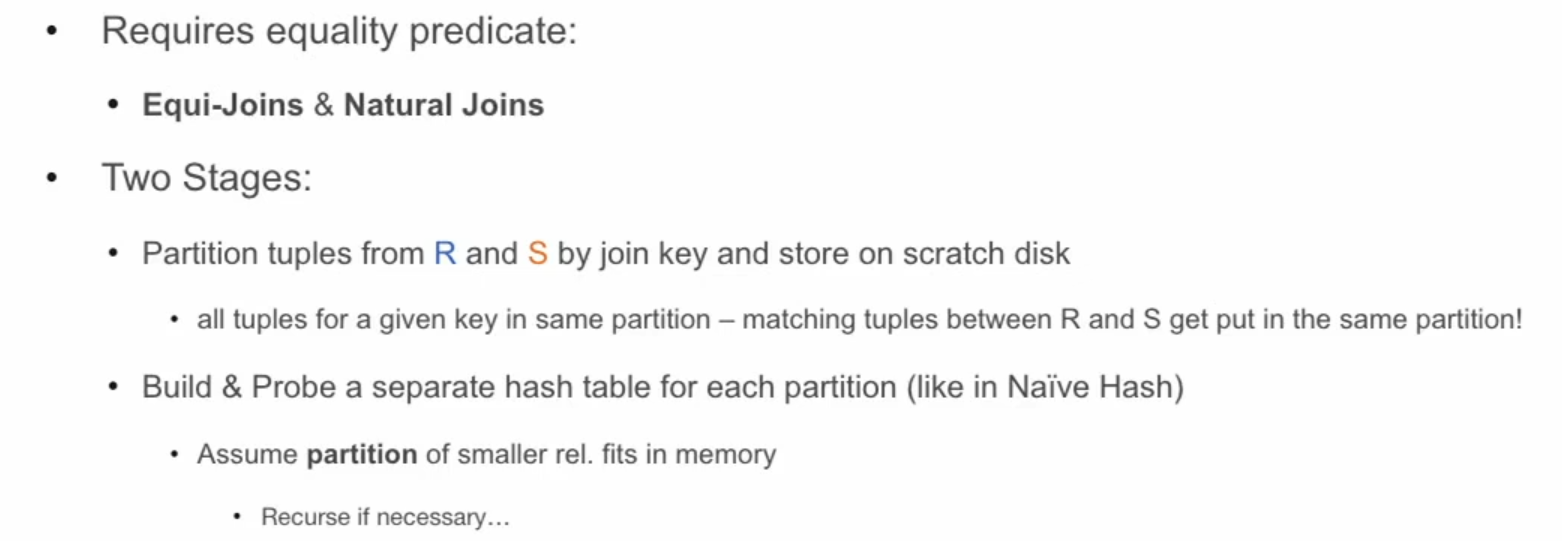 • Requires equality predicate:
• Equi-Joins & Natural Joins
• Two Stages:
• Partition tuples from R and S by join key and store on scratch disk
• all tuples for a given key in same partition – matching tuples between R and S get put in the same partition!
• Build & Probe a separate hash table for each partition (like in Naïve Hash)
• Assume partition of smaller rel. fits in memory
• Recurse if necessary…